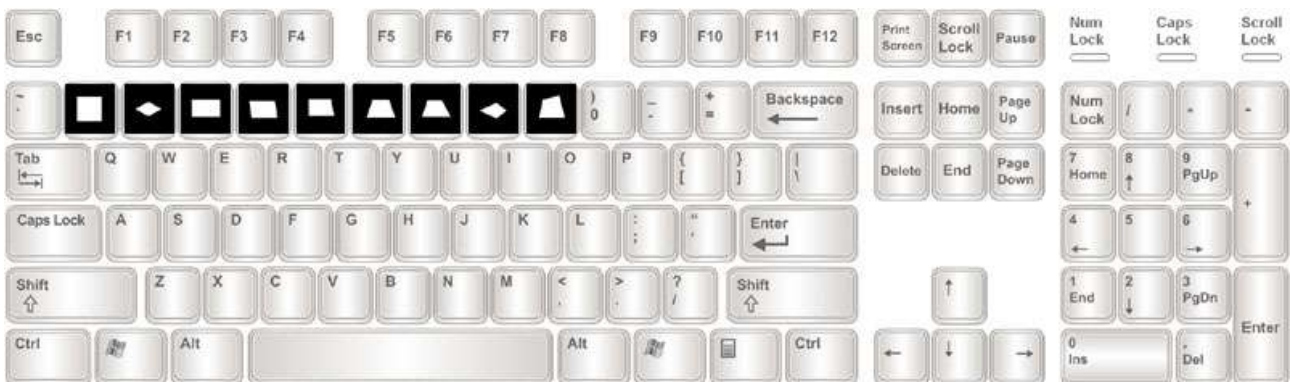 Esc F1 F2 F3 F4 F5 F6 F7 F8 F9 F10 F11 F12 Print Screen Scroll Lock Pause Num Lock Caps Lock Scroll Lock
~ ` ) 0 _ - + = Backspace Insert Home Page Up Num Lock / * -
Tab Q W E R T Y U I O P { [ } ] | \ Delete End Page Down 7 Home 8 ↑ 9 PgUp +
Caps Lock A S D F G H J K L : ; " ' Enter 4 ← 5 6 →
Shift Z X C V B N M < , > . ? / Shift ↑ 1 End 2 ↓ 3 PgDn Enter
Ctrl Alt Alt Ctrl ← ↓ → 0 Ins . Del